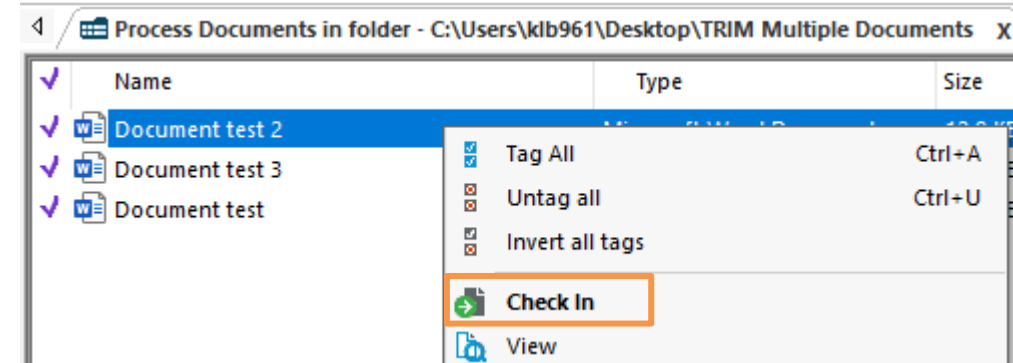 Process Documents in folder - C:\Users\klb961\Desktop\TRIM Multiple Documents X
Name Type Size
Document test 2
Tag All Ctrl+A
Document test 3
Untag all Ctrl+U
Document test
Invert all tags
Check In
View